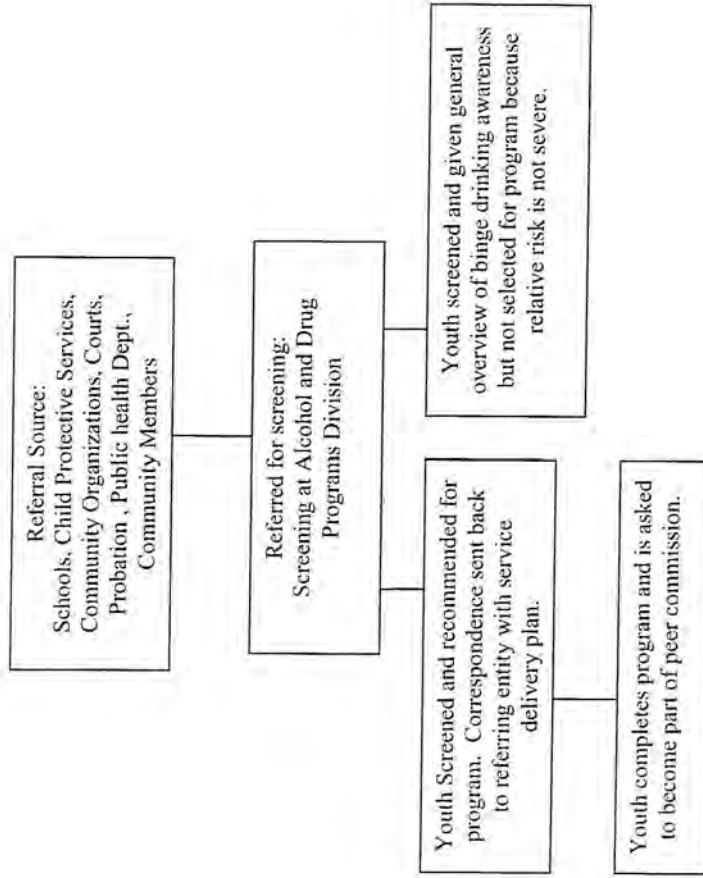 Referral Source:
Schools, Child Protective Services,
Community Organizations, Courts,
Probation , Public health Dept.,
Community Members
Referred for screening:
Screening at Alcohol and Drug
Programs Division
Youth Screened and recommended for
program. Correspondence sent back
to referring entity with service
delivery plan.
Youth screened and given general
overview of binge drinking awareness
but not selected for program because
relative risk is not severe.
Youth completes program and is asked
to become part of peer commission.